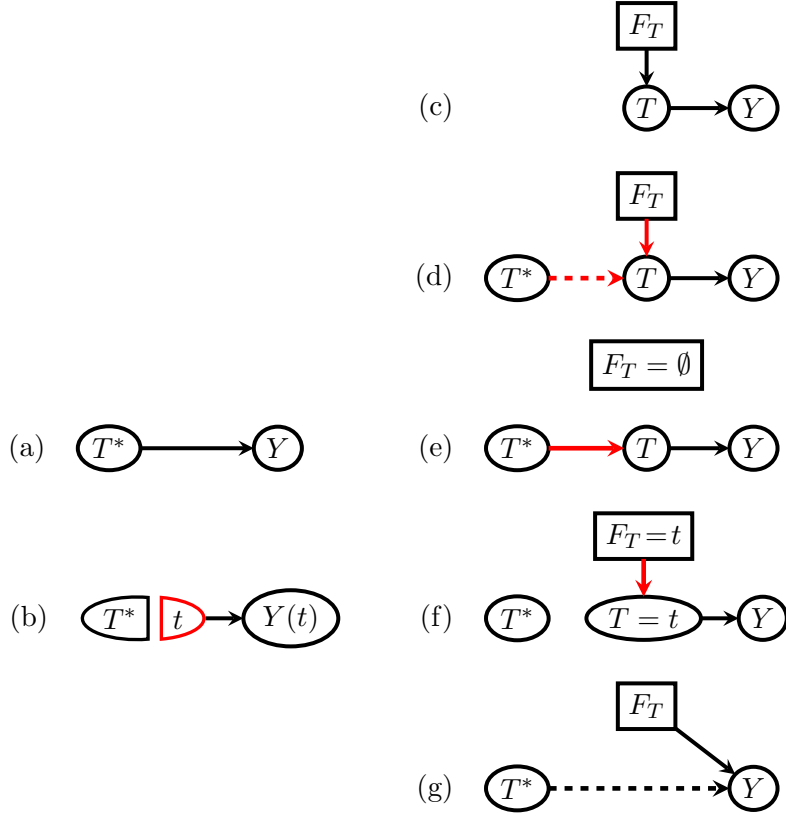 F_T
(c) T Y
F_T
(d) T* T Y
F_T = ∅
(a) T* Y
(e) T* T Y
F_T = t
(b) T* t Y(t)
(f) T* T = t Y
F_T
(g) T* Y